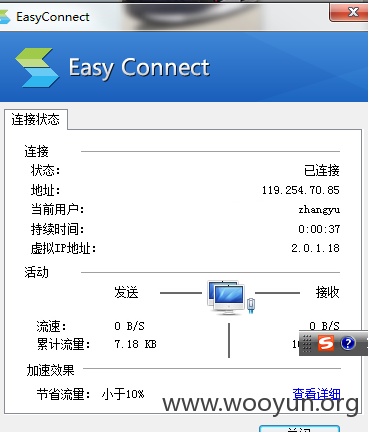 EasyConnect
Easy Connect
连接状态
连接
状态: 已连接
地址: 119.254.70.85
当前用户: zhangyu
持续时间: 0:00:37
虚拟IP地址: 2.0.1.18
活动
发送 接收
流速: 0 B/S 0 B/S
累计流量: 7.18 KB
加速效果
节省流量: 小于10% 查看详细
www.wooyun.org